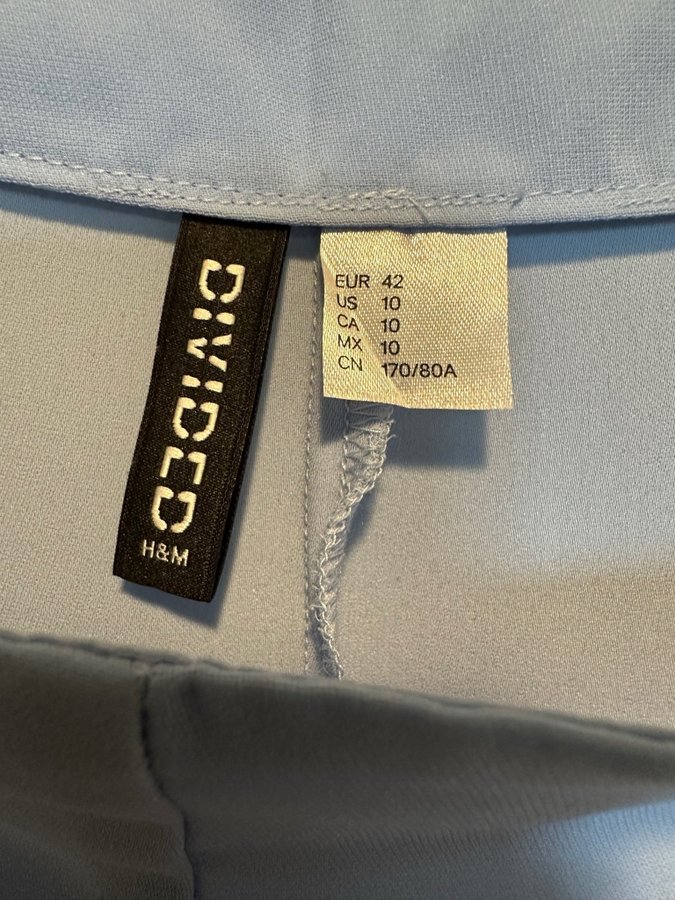 DIVIDED
H&M
EUR 42
US 10
CA 10
MX 10
CN 170/80A